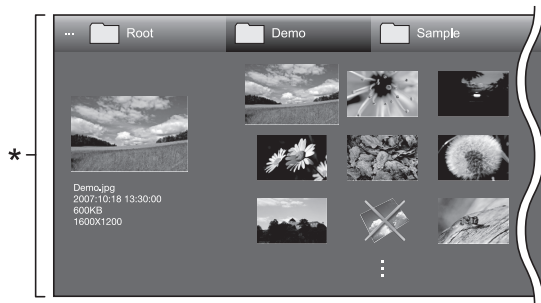 ... Root Demo Sample
*
Demo.jpg
2007:10:18 13:30:00
600KB
1600X1200